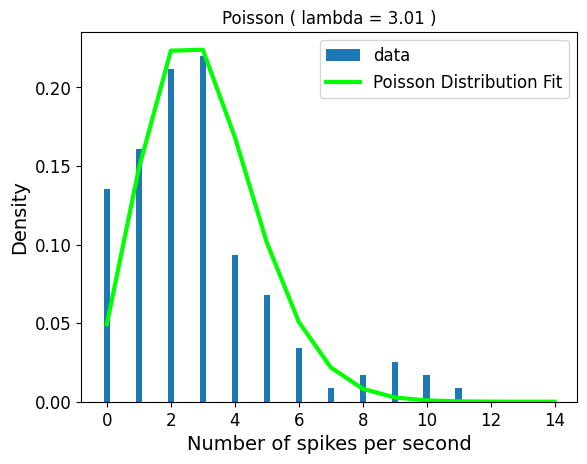 Poisson ( lambda = 3.01 )
data
Poisson Distribution Fit
Density
0.20
0.15
0.10
0.05
0.00
0 2 4 6 8 10 12 14
Number of spikes per second